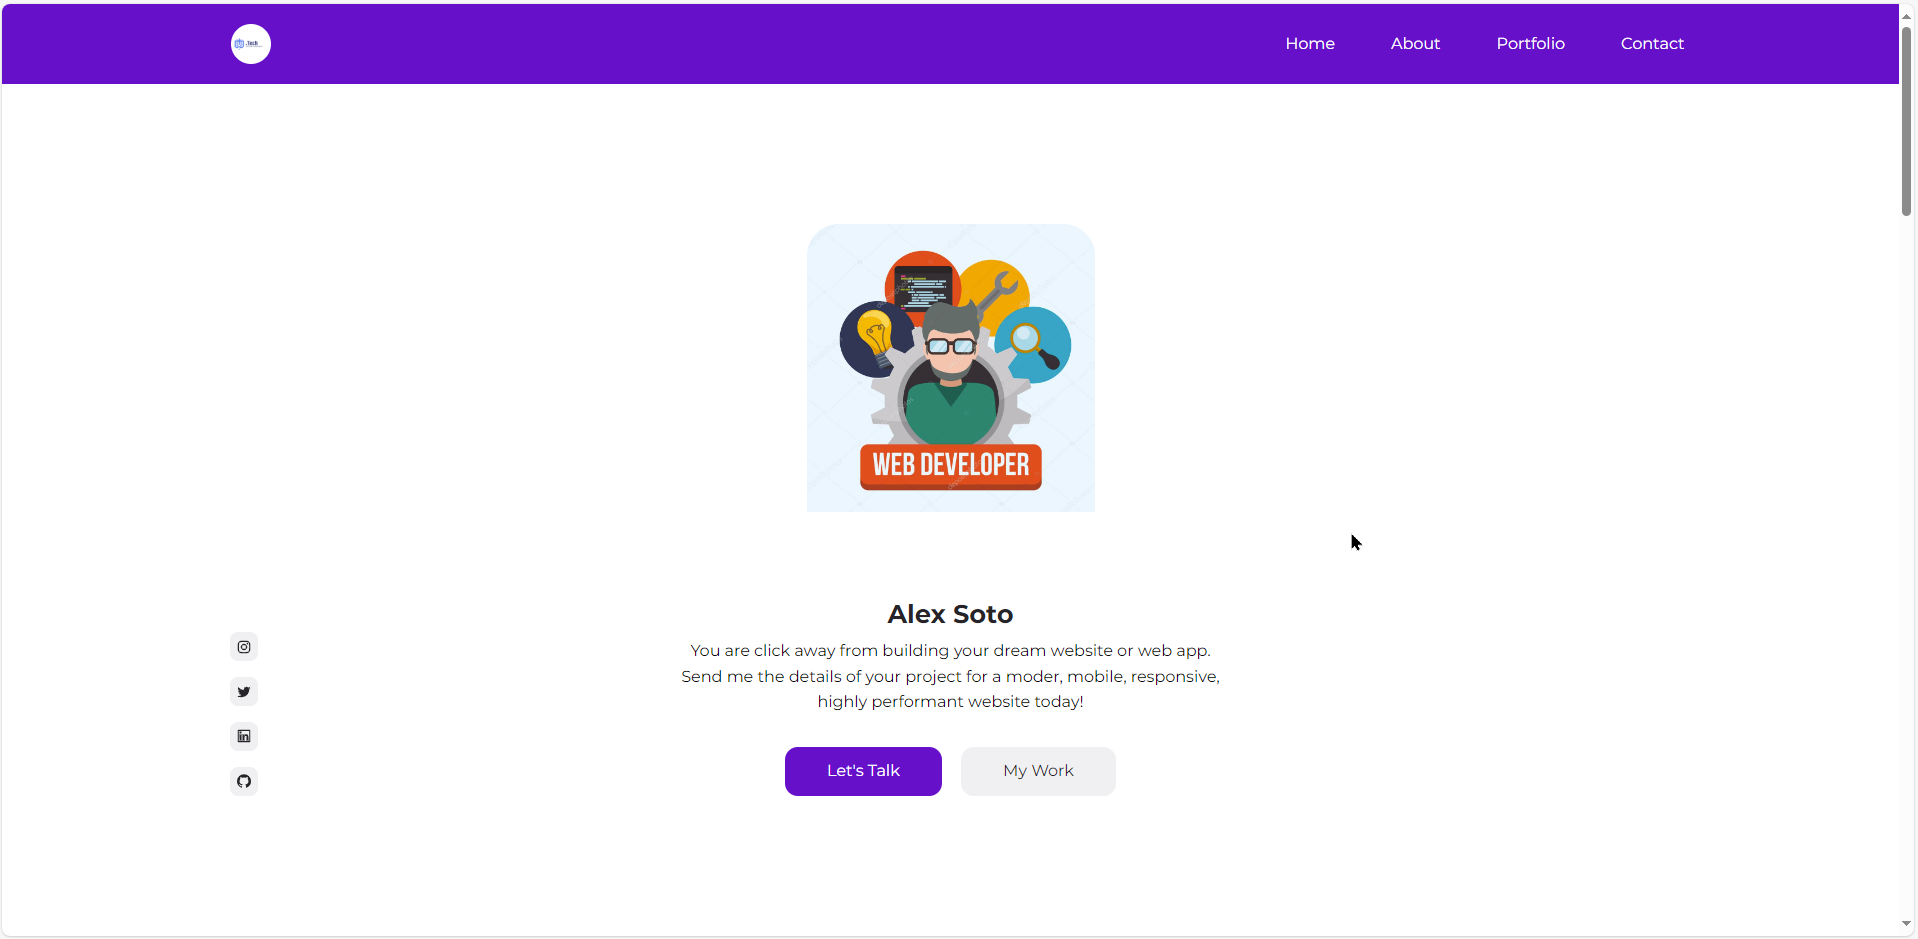 .Tech
Home
About
Portfolio
Contact
WEB DEVELOPER
Alex Soto
You are click away from building your dream website or web app.
Send me the details of your project for a moder, mobile, responsive,
highly performant website today!
Let's Talk
My Work